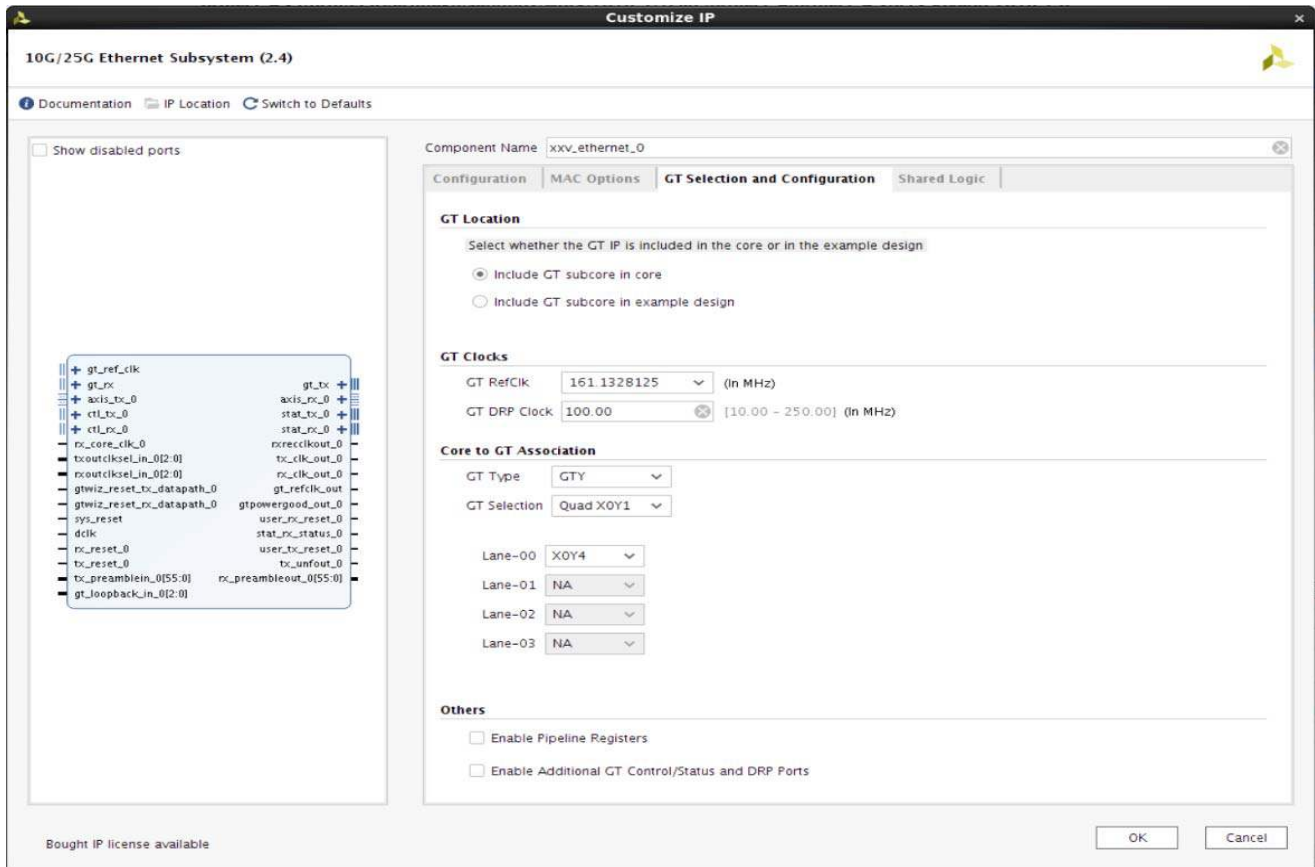 Customize IP
10G/25G Ethernet Subsystem (2.4)
Documentation IP Location Switch to Defaults
Show disabled ports
gt_ref_clk
gt_rx gt_tx
axis_tx_0 axis_rx_0
ctl_tx_0 stat_tx_0
ctl_rx_0 stat_rx_0
rx_core_clk_0 rxrecclkout_0
txoutclksel_in_0[2:0] tx_clk_out_0
rxoutclksel_in_0[2:0] rx_clk_out_0
gtwiz_reset_tx_datapath_0 gt_refclk_out
gtwiz_reset_rx_datapath_0 gtpowergood_out_0
sys_reset user_rx_reset_0
dclk stat_rx_status_0
rx_reset_0 user_tx_reset_0
tx_reset_0 tx_unfout_0
tx_preamblein_0[55:0] rx_preambleout_0[55:0]
gt_loopback_in_0[2:0]
Component Name xxv_ethernet_0
Configuration MAC Options GT Selection and Configuration Shared Logic
GT Location
Select whether the GT IP is included in the core or in the example design
Include GT subcore in core
Include GT subcore in example design
GT Clocks
GT RefClk 161.1328125 (In MHz)
GT DRP Clock 100.00 [10.00 - 250.00] (In MHz)
Core to GT Association
GT Type GTY
GT Selection Quad X0Y1
Lane-00 X0Y4
Lane-01 NA
Lane-02 NA
Lane-03 NA
Others
Enable Pipeline Registers
Enable Additional GT Control/Status and DRP Ports
Bought IP license available
OK Cancel